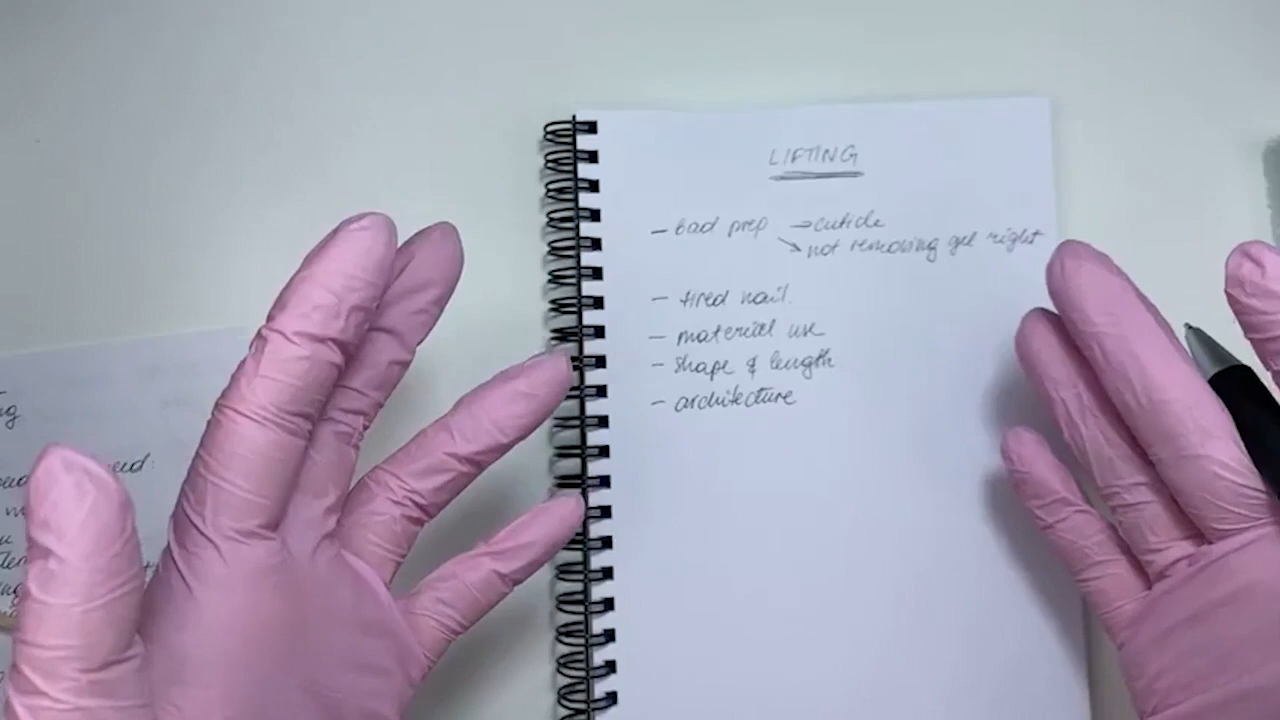 LIFTING
– bad prep → cuticle
↘ not removing gel right
– tired nail.
– material use
– shape & length
– architecture